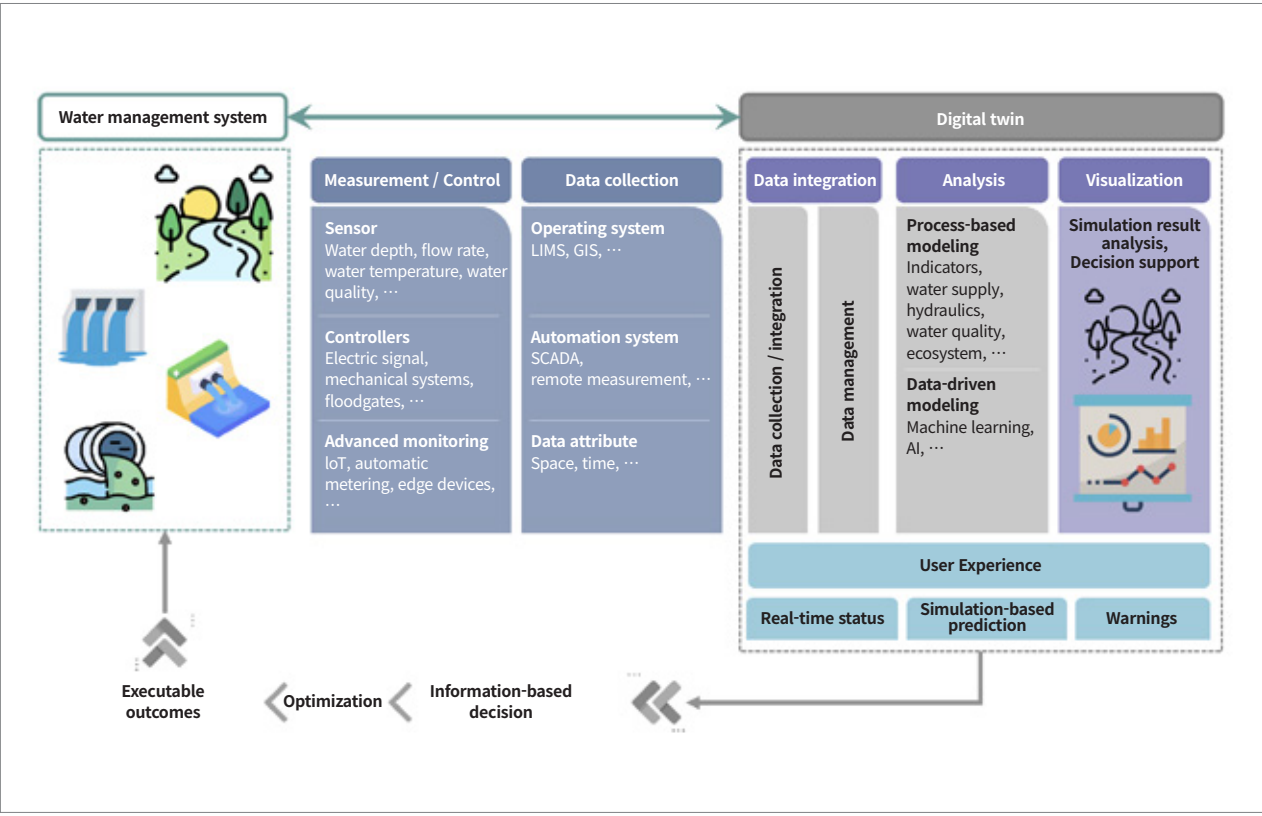 Water management system
Digital twin
Measurement / Control
Sensor
Water depth, flow rate,
water temperature, water
quality, ···
Controllers
Electric signal,
mechanical systems,
floodgates, ···
Advanced monitoring
IoT, automatic
metering, edge devices,
···
Data collection
Operating system
LIMS, GIS, ···
Automation system
SCADA,
remote measurement, ···
Data attribute
Space, time, ···
Data integration
Data collection / integration
Data management
Analysis
Process-based
modeling
Indicators,
water supply,
hydraulics,
water quality,
ecosystem, ···
Data-driven
modeling
Machine learning,
AI, ···
Visualization
Simulation result
analysis,
Decision support
User Experience
Real-time status
Simulation-based
prediction
Warnings
Information-based
decision
Optimization
Executable
outcomes